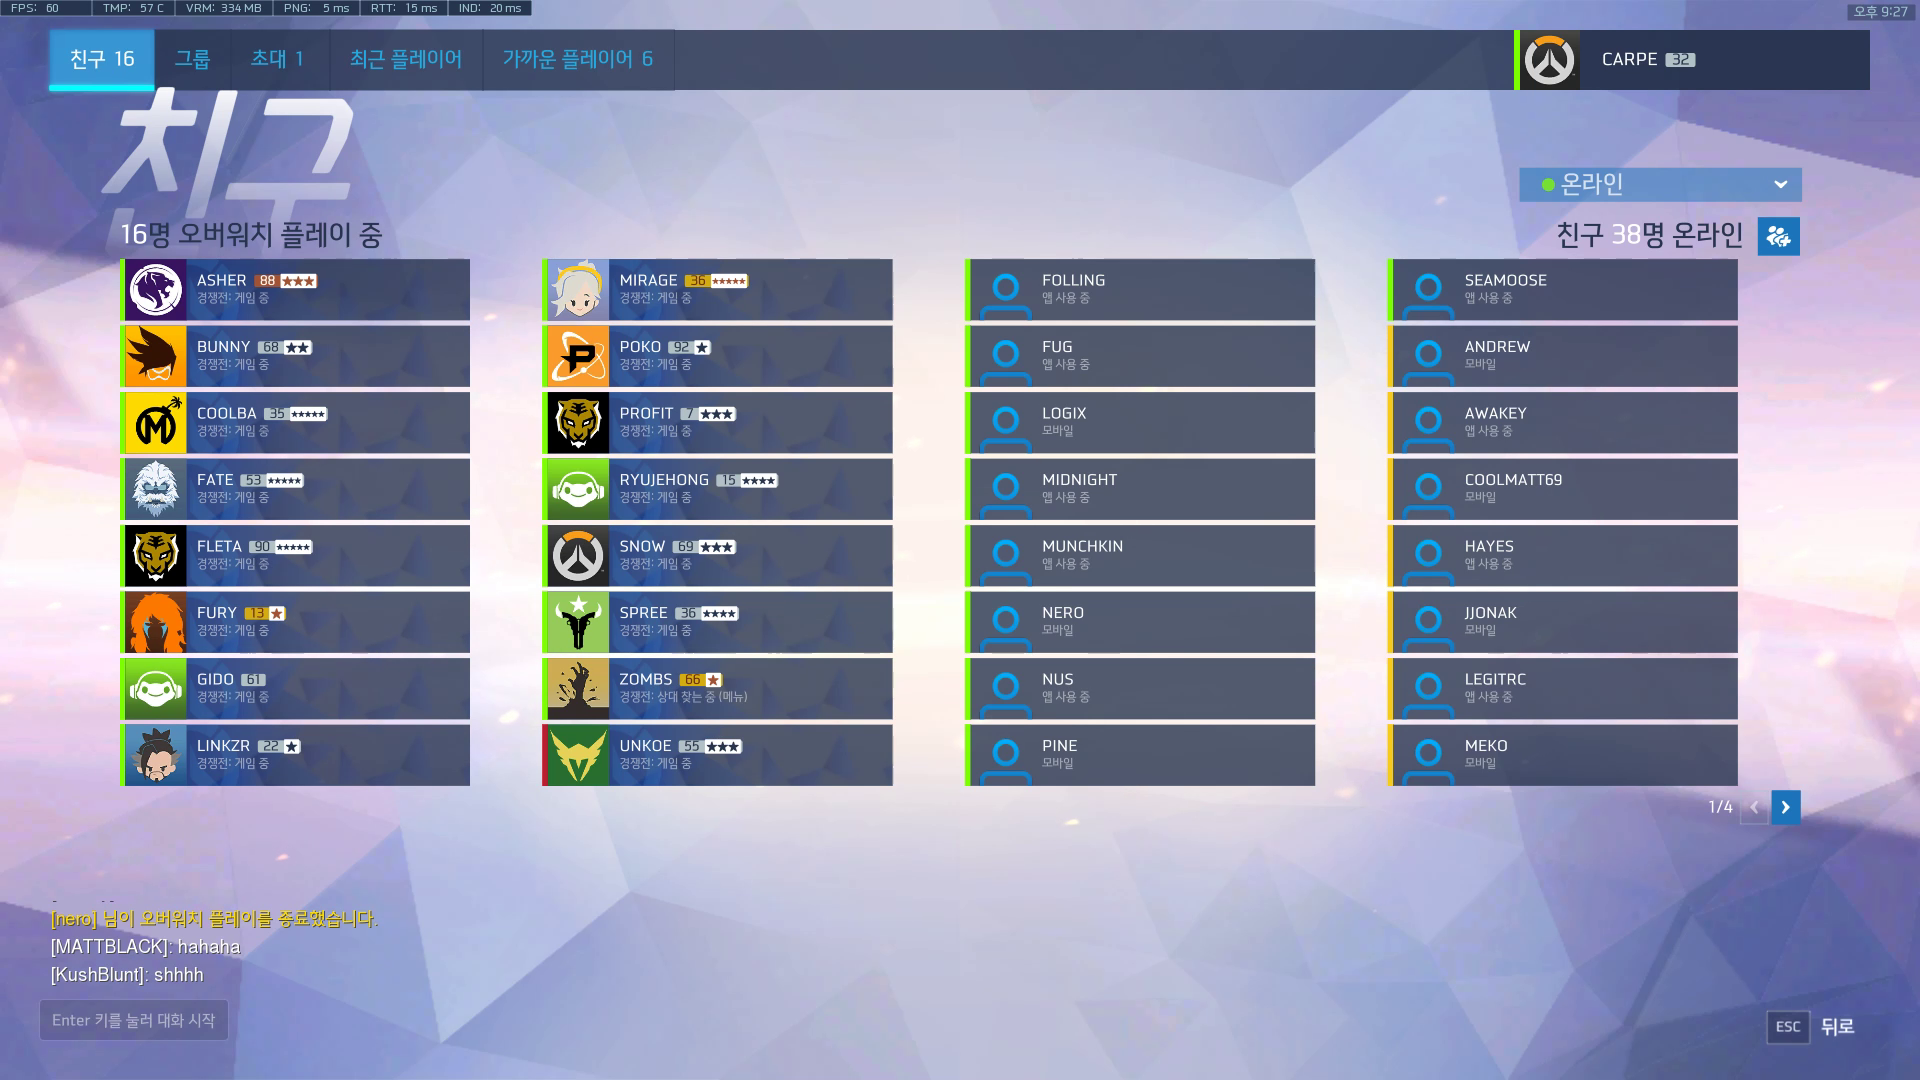 FPS: 60 TMP: 57 C VRM: 334 MB PNG: 5 ms RTT: 15 ms IND: 20 ms
오후 9:27
친구 16 그룹 초대 1 최근 플레이어 가까운 플레이어 6
CARPE 32
친구
온라인
16명 오버워치 플레이 중
친구 38명 온라인
ASHER 88
경쟁전: 게임 중
BUNNY 68
경쟁전: 게임 중
COOLBA 35
경쟁전: 게임 중
FATE 53
경쟁전: 게임 중
FLETA 90
경쟁전: 게임 중
FURY 13
경쟁전: 게임 중
GIDO 61
경쟁전: 게임 중
LINKZR 22
경쟁전: 게임 중
MIRAGE 36
경쟁전: 게임 중
POKO 92
경쟁전: 게임 중
PROFIT 7
경쟁전: 게임 중
RYUJEHONG 15
경쟁전: 게임 중
SNOW 69
경쟁전: 게임 중
SPREE 36
경쟁전: 게임 중
ZOMBS 66
경쟁전: 상대 찾는 중 (메뉴)
UNKOE 55
경쟁전: 게임 중
FOLLING
앱 사용 중
FUG
앱 사용 중
LOGIX
모바일
MIDNIGHT
앱 사용 중
MUNCHKIN
앱 사용 중
NERO
모바일
NUS
앱 사용 중
PINE
모바일
SEAMOOSE
앱 사용 중
ANDREW
모바일
AWAKEY
앱 사용 중
COOLMATT69
모바일
HAYES
앱 사용 중
JJONAK
모바일
LEGITRC
앱 사용 중
MEKO
모바일
1/4
[nero] 님이 오버워치 플레이를 종료했습니다.
[MATTBLACK]: hahaha
[KushBlunt]: shhhh
Enter 키를 눌러 대화 시작
ESC 뒤로